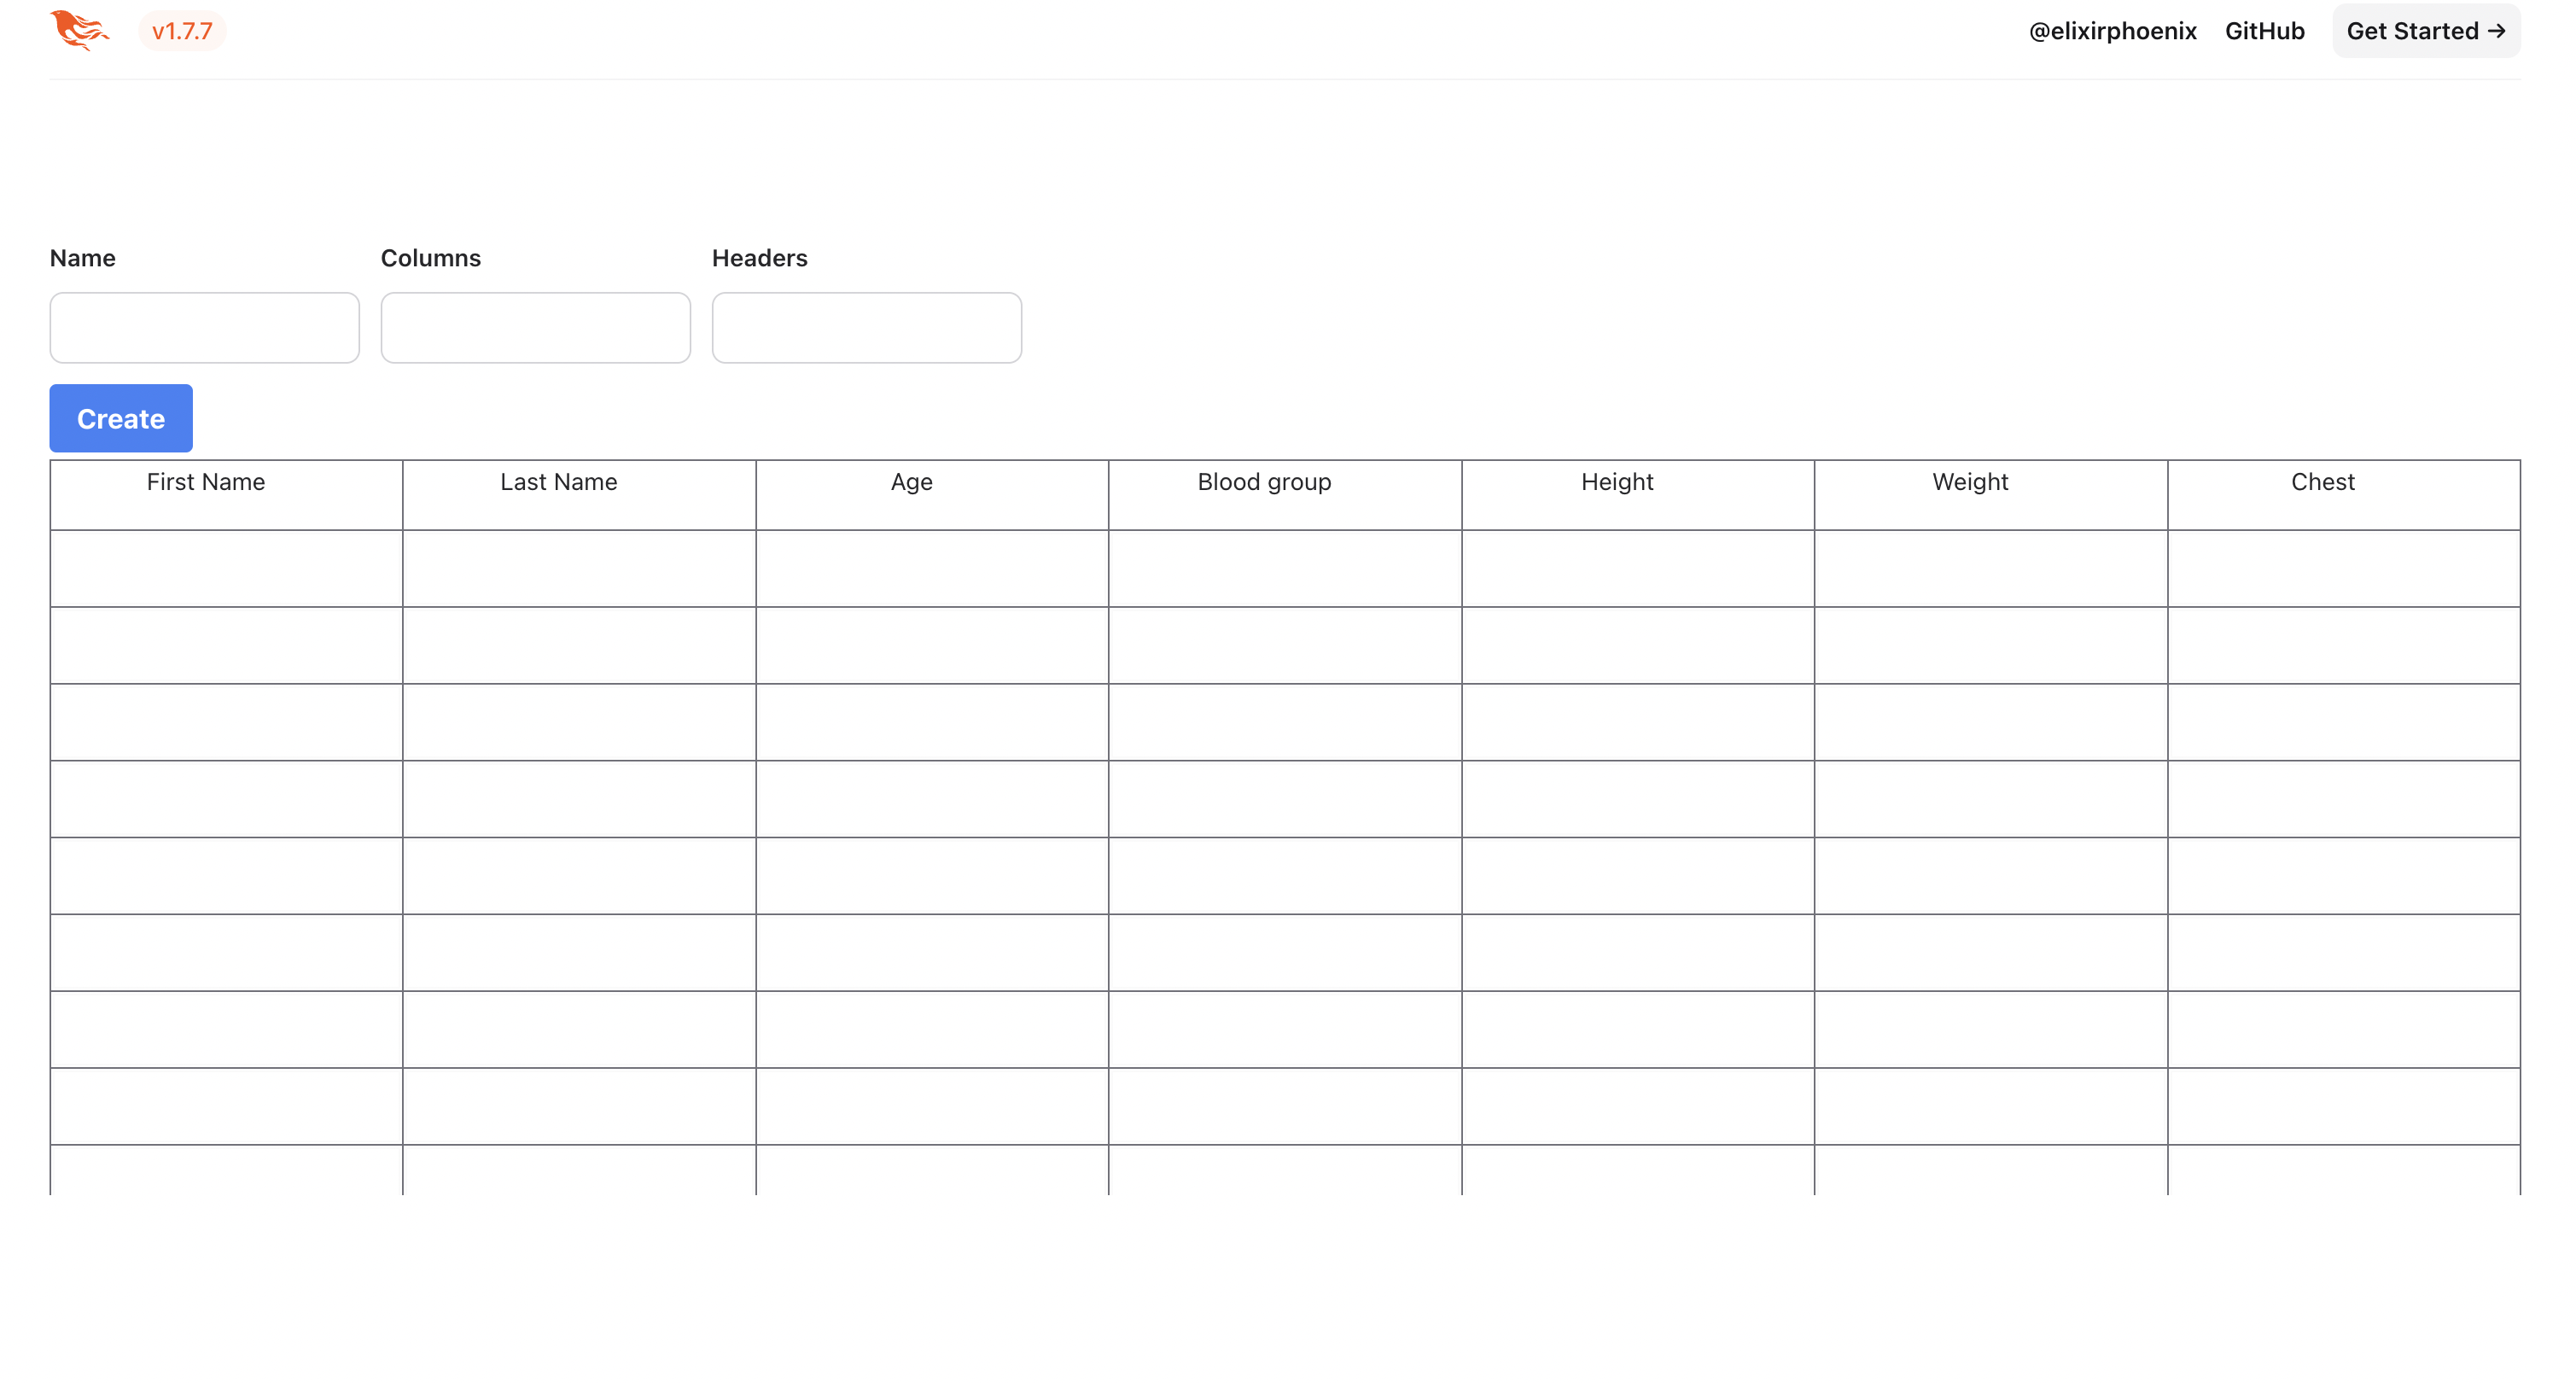 v1.7.7 @elixirphoenix GitHub Get Started →
Name Columns Headers
Create
First Name Last Name Age Blood group Height Weight Chest